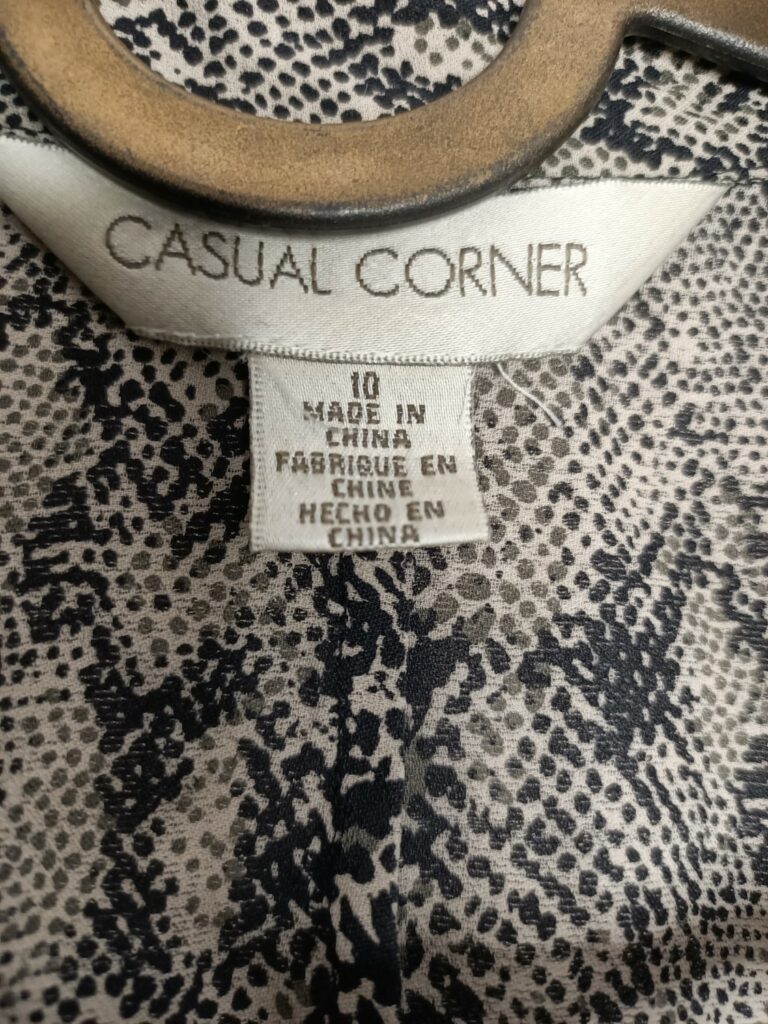 CASUAL CORNER
10
MADE IN
CHINA
FABRIQUE EN
CHINE
HECHO EN
CHINA